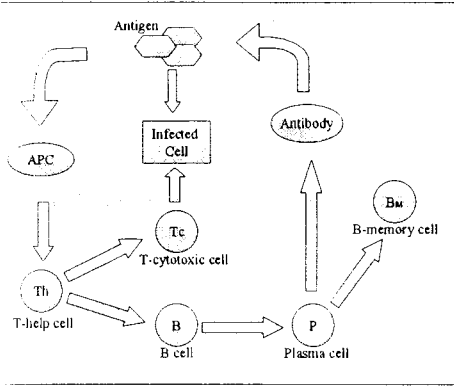 Antigen
Infected
Cell
Antibody
APC
Tc
T-cytotoxic cell
BM
B-memory cell
Th
T-help cell
B
B cell
P
Plasma cell